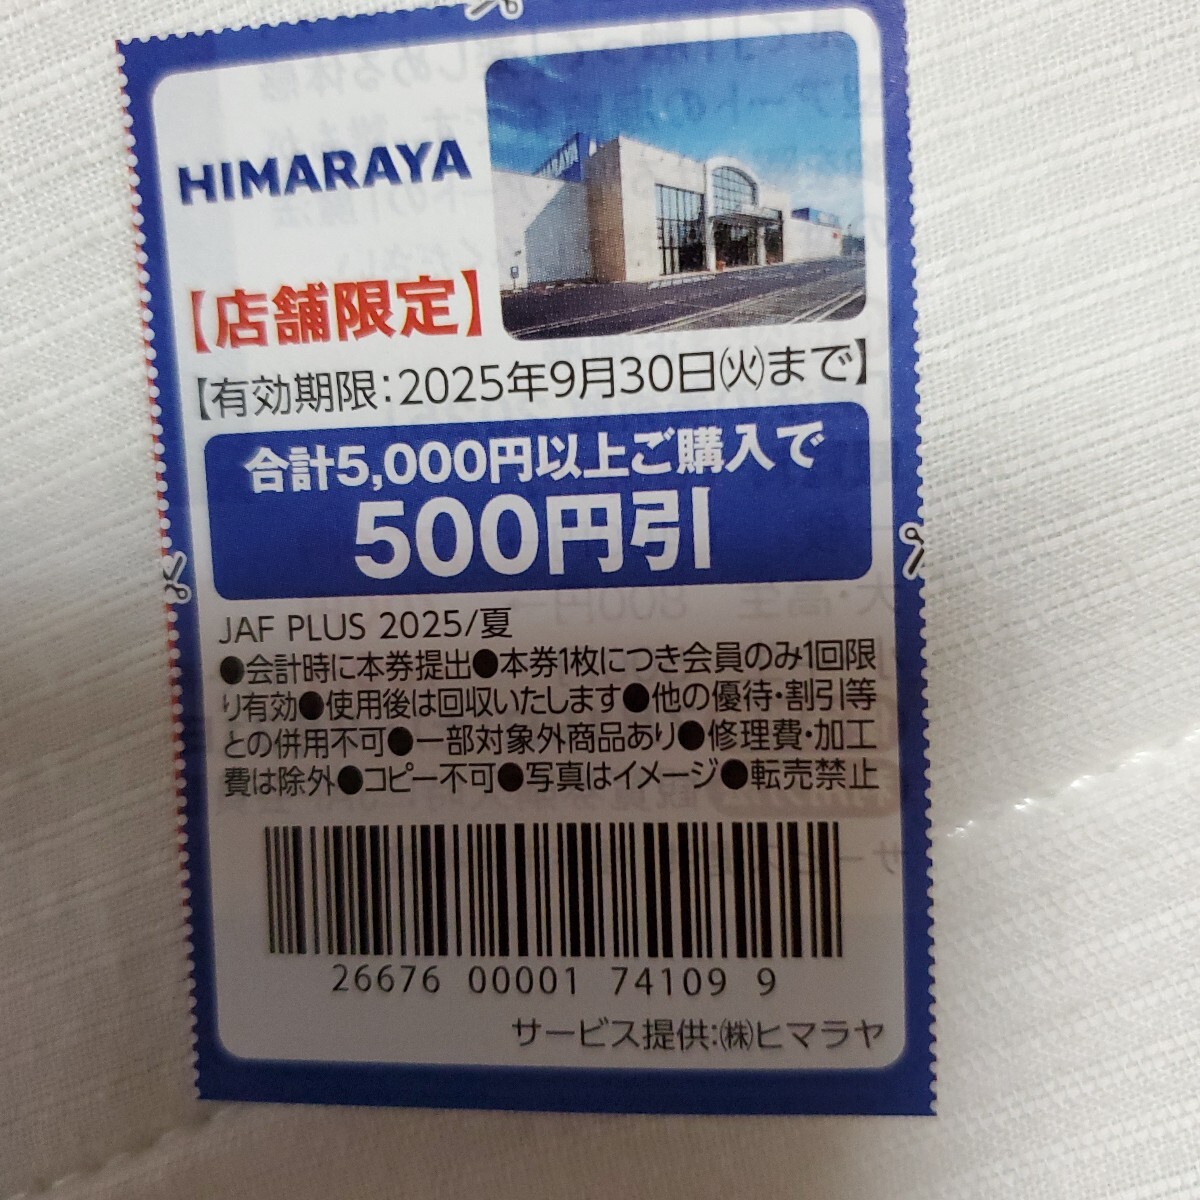 HIMARAYA
【店舗限定】
【有効期限:2025年9月30日㈫まで】
合計5,000円以上ご購入で
500円引
JAF PLUS 2025/夏
●会計時に本券提出●本券1枚につき会員のみ1回限
り有効●使用後は回収いたします●他の優待・割引等
との併用不可●一部対象外商品あり●修理費・加工
費は除外●コピー不可●写真はイメージ●転売禁止
26676 00001 74109 9
サービス提供:㈱ヒマラヤ